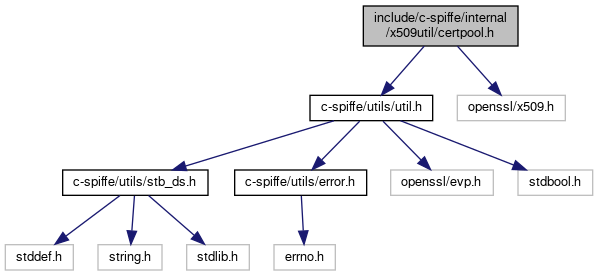 include/c-spiffe/internal
/x509util/certpool.h
c-spiffe/utils/util.h
openssl/x509.h
c-spiffe/utils/stb_ds.h
c-spiffe/utils/error.h
openssl/evp.h
stdbool.h
stddef.h
string.h
stdlib.h
errno.h